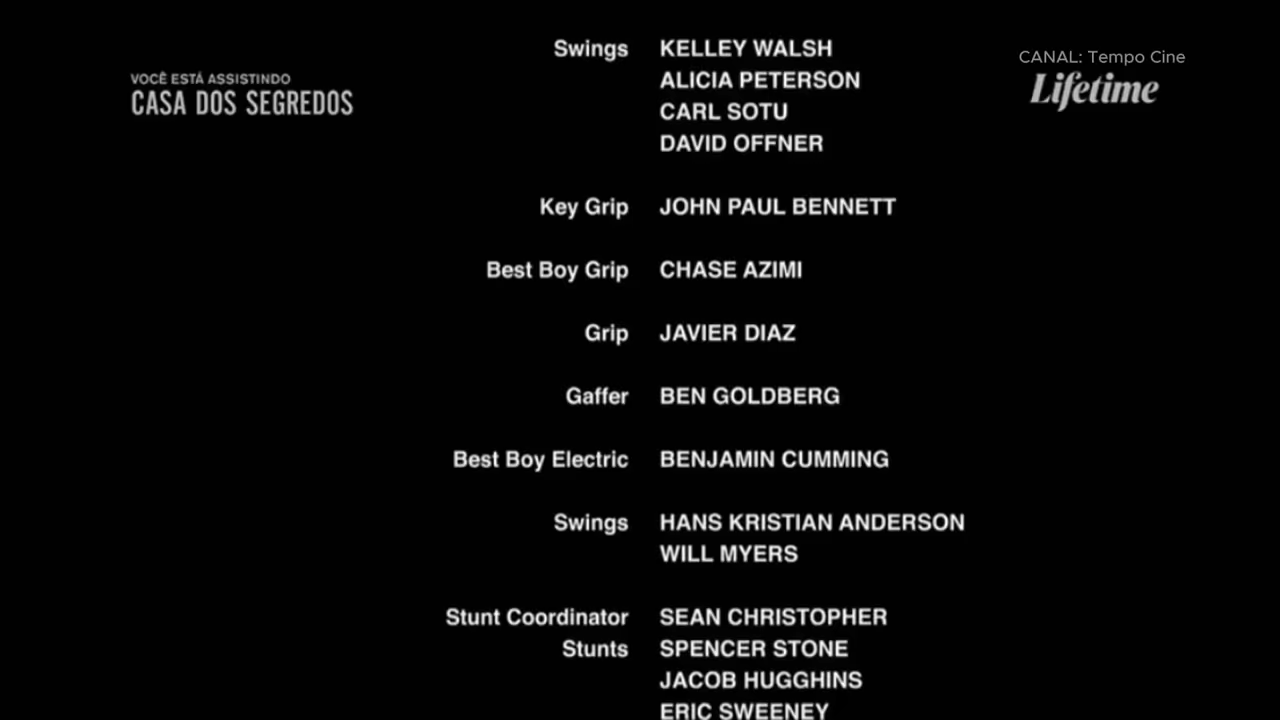 Swings KELLEY WALSH
ALICIA PETERSON
CARL SOTU
DAVID OFFNER
CANAL: Tempo Cine
Lifetime
VOCÊ ESTÁ ASSISTINDO
CASA DOS SEGREDOS
Key Grip JOHN PAUL BENNETT
Best Boy Grip CHASE AZIMI
Grip JAVIER DIAZ
Gaffer BEN GOLDBERG
Best Boy Electric BENJAMIN CUMMING
Swings HANS KRISTIAN ANDERSON
WILL MYERS
Stunt Coordinator SEAN CHRISTOPHER
Stunts SPENCER STONE
JACOB HUGGHINS
ERIC SWEENEY